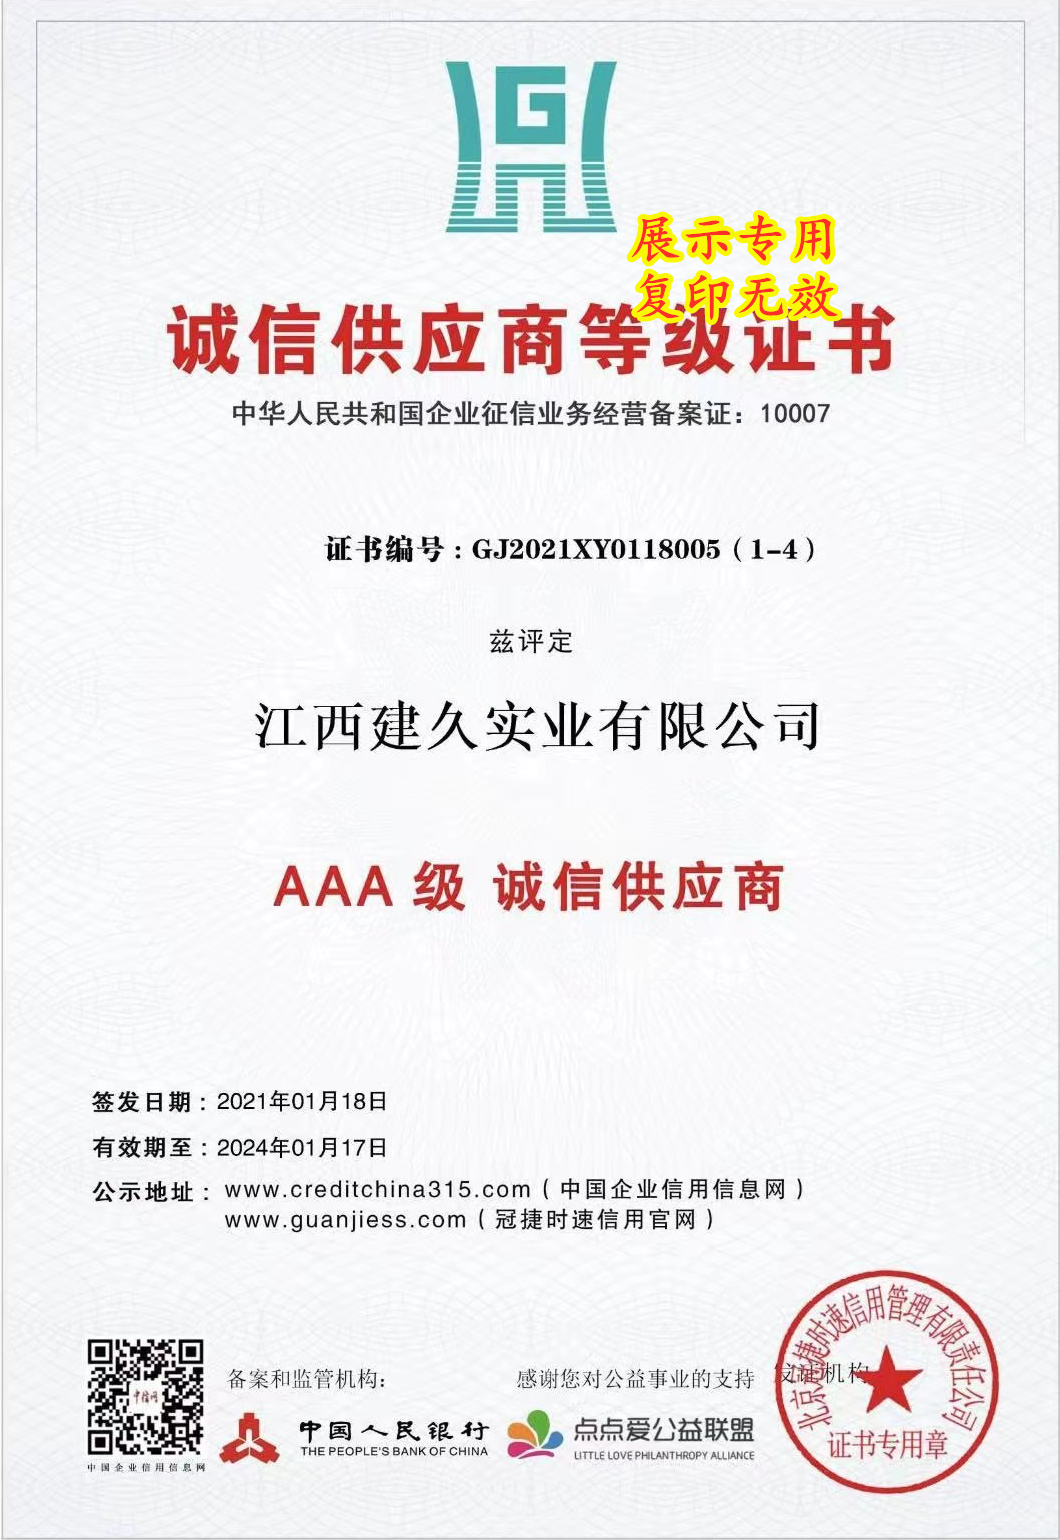 展示专用
复印无效
诚信供应商等级证书
中华人民共和国企业征信业务经营备案证：10007
证书编号：GJ2021XY0118005（1-4）
兹评定
江西建久实业有限公司
AAA 级 诚信供应商
签发日期：2021年01月18日
有效期至：2024年01月17日
公示地址：www.creditchina315.com（中国企业信用信息网）
www.guanjiess.com（冠捷时速信用官网）
备案和监管机构：
中国人民银行
THE PEOPLE'S BANK OF CHINA
中信网
中国企业信用信息网
感谢您对公益事业的支持
点点爱公益联盟
LITTLE LOVE PHILANTHROPY ALLIANCE
发证机构
北京冠捷时速信用管理有限责任公司
证书专用章